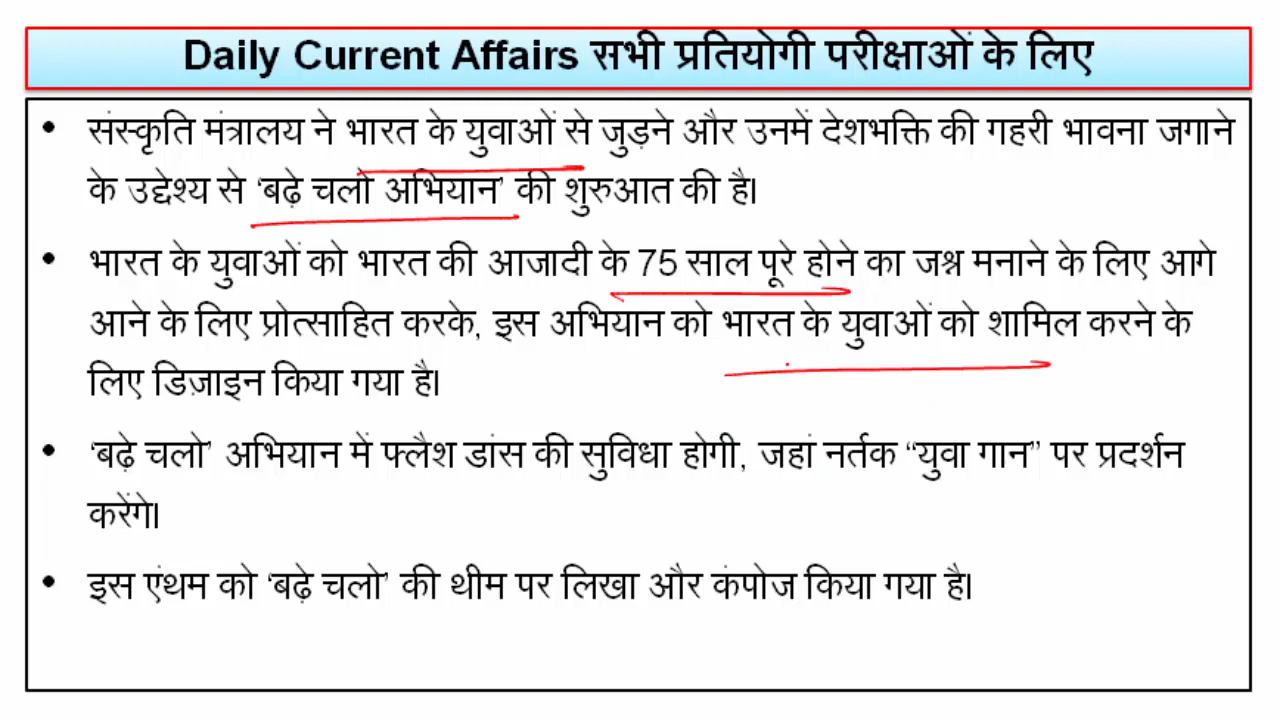 Daily Current Affairs सभी प्रतियोगी परीक्षाओं के लिए
• संस्कृति मंत्रालय ने भारत के युवाओं से जुड़ने और उनमें देशभक्ति की गहरी भावना जगाने
के उद्देश्य से 'बढ़े चलो अभियान' की शुरुआत की है।
• भारत के युवाओं को भारत की आजादी के 75 साल पूरे होने का जश्न मनाने के लिए आगे
आने के लिए प्रोत्साहित करके, इस अभियान को भारत के युवाओं को शामिल करने के
लिए डिज़ाइन किया गया है।
• 'बढ़े चलो' अभियान में फ्लैश डांस की सुविधा होगी, जहां नर्तक "युवा गान" पर प्रदर्शन
करेंगे।
• इस एंथम को 'बढ़े चलो' की थीम पर लिखा और कंपोज किया गया है।